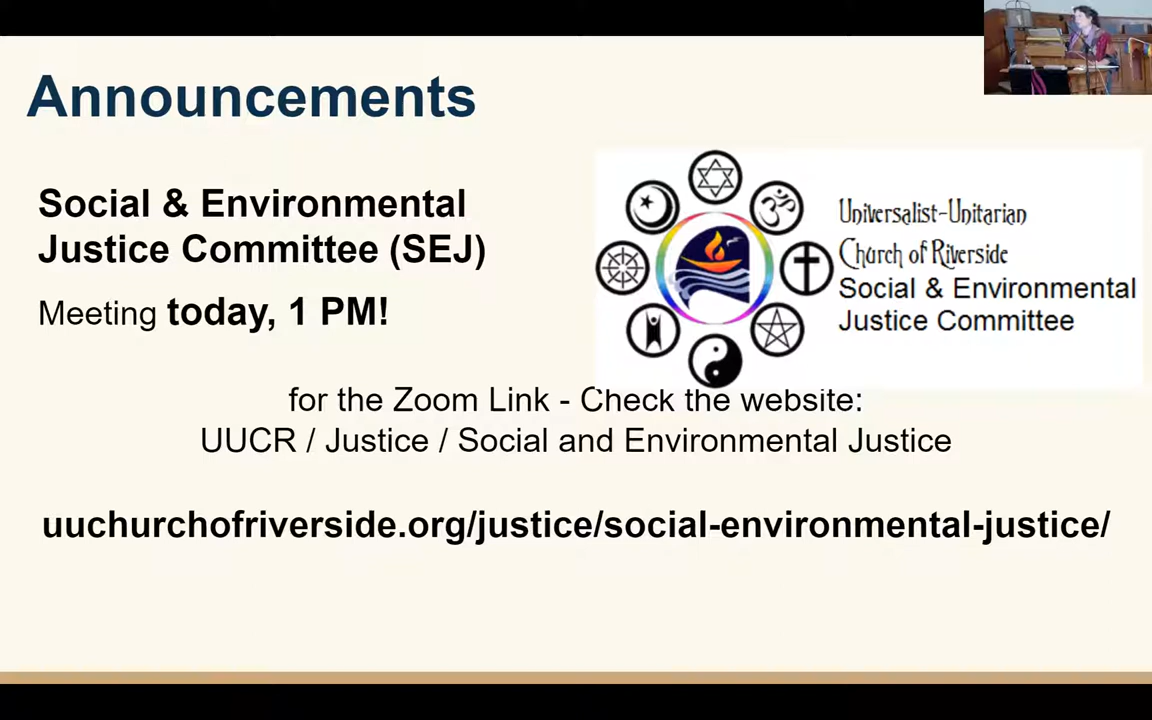 Announcements
Social & Environmental
Justice Committee (SEJ)
Meeting today, 1 PM!
Universalist-Unitarian
Church of Riverside
Social & Environmental
Justice Committee
for the Zoom Link - Check the website:
UUCR / Justice / Social and Environmental Justice
uuchurchofriverside.org/justice/social-environmental-justice/